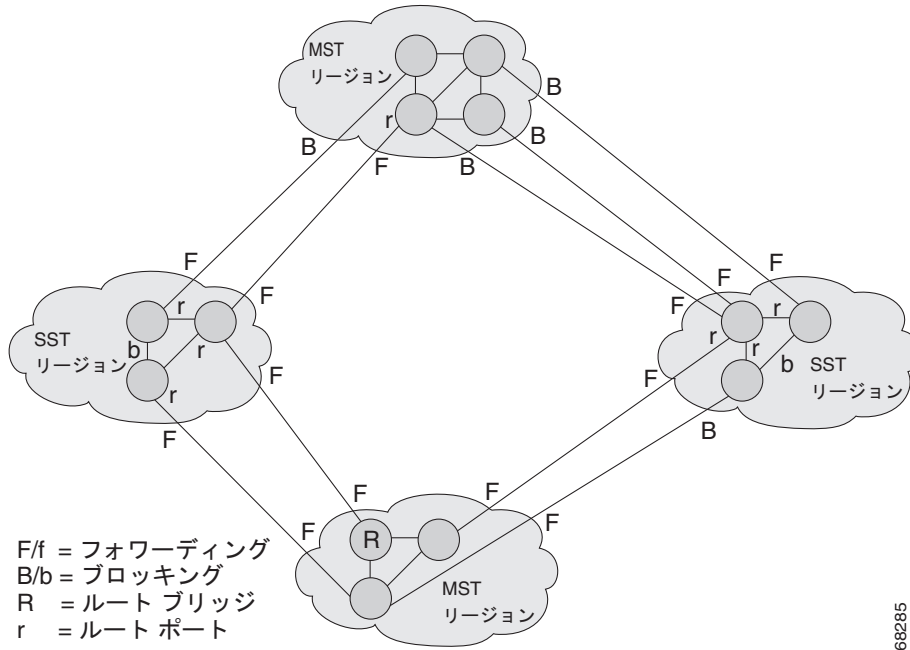 MST
リージョン
r
B
F
B
B
B
F
F
r
r
b
r
SST
リージョン
F
F
F
F
F
r
r
r
b
SST
リージョン
F
B
F
F
F
F
R
MST
リージョン
F/f = フォワーディング
B/b = ブロッキング
R = ルート ブリッジ
r = ルート ポート
68285